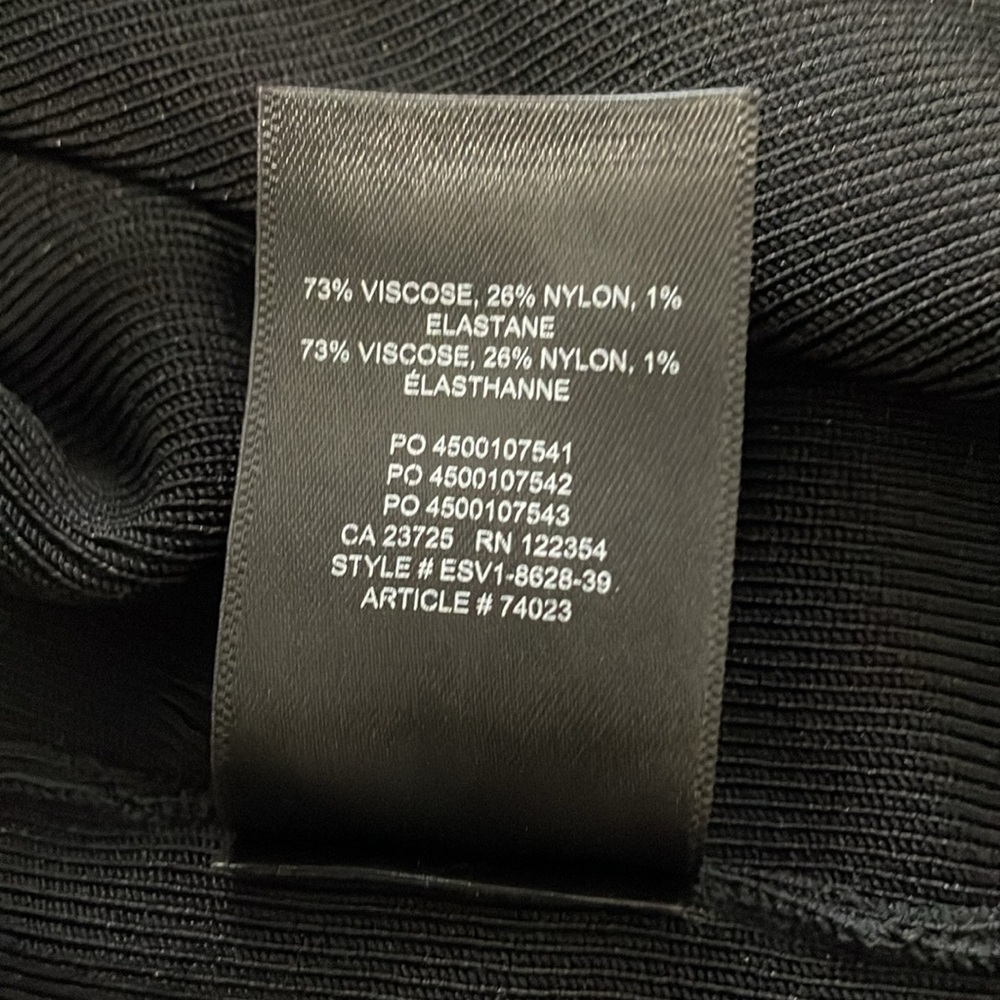 73% VISCOSE, 26% NYLON, 1%
ELASTANE
73% VISCOSE, 26% NYLON, 1%
ÉLASTHANNE
PO 4500107541
PO 4500107542
PO 4500107543
CA 23725 RN 122354
STYLE # ESV1-8628-39
ARTICLE # 74023